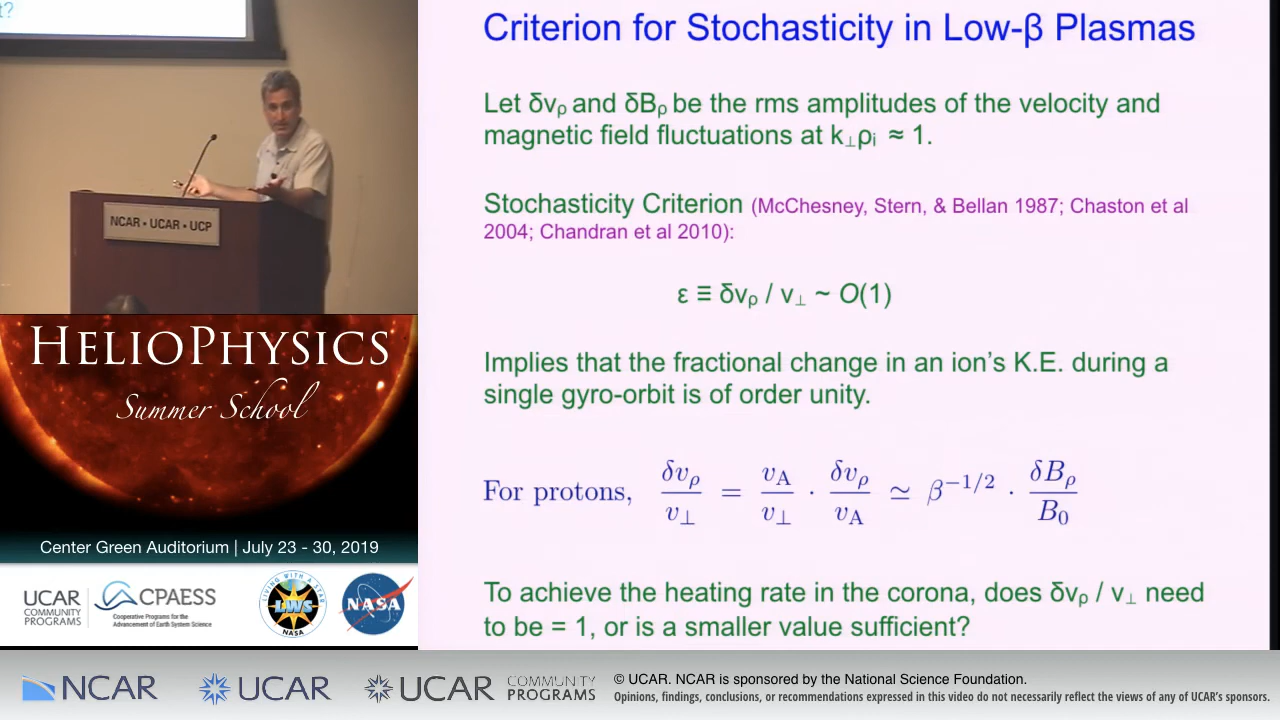 t?
NCAR • UCAR • UCP
HELIOPHYSICS
Summer School
Center Green Auditorium | July 23 - 30, 2019
UCAR
COMMUNITY
PROGRAMS
CPAESS
Cooperative Programs for the
Advancement of Earth System Science
LIVING WITH A STAR
LWS
NASA
NASA
Criterion for Stochasticity in Low-β Plasmas
Let δvρ and δBρ be the rms amplitudes of the velocity and
magnetic field fluctuations at k⊥ρi ≈ 1.
Stochasticity Criterion (McChesney, Stern, & Bellan 1987; Chaston et al
2004; Chandran et al 2010):
ε ≡ δvρ / v⊥ ~ O(1)
Implies that the fractional change in an ion's K.E. during a
single gyro-orbit is of order unity.
For protons, δvρ/v⊥ = vA/v⊥ · δvρ/vA ≃ β^−1/2 · δBρ/B0
To achieve the heating rate in the corona, does δvρ / v⊥ need
to be = 1, or is a smaller value sufficient?
NCAR
UCAR
UCAR COMMUNITY
PROGRAMS
© UCAR. NCAR is sponsored by the National Science Foundation.
Opinions, findings, conclusions, or recommendations expressed in this video do not necessarily reflect the views of any of UCAR's sponsors.